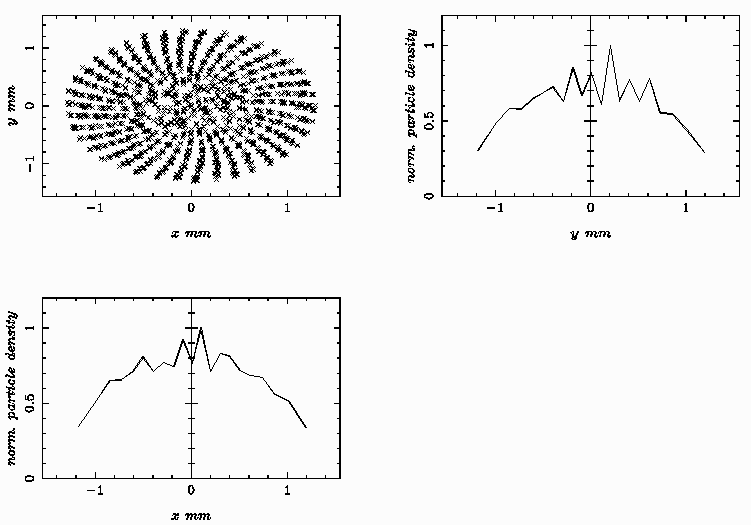 y mm
1
0
−1
−1 0 1
x mm
norm. particle density
1
0.5
0
−1 0 1
y mm
norm. particle density
1
0.5
0
−1 0 1
x mm